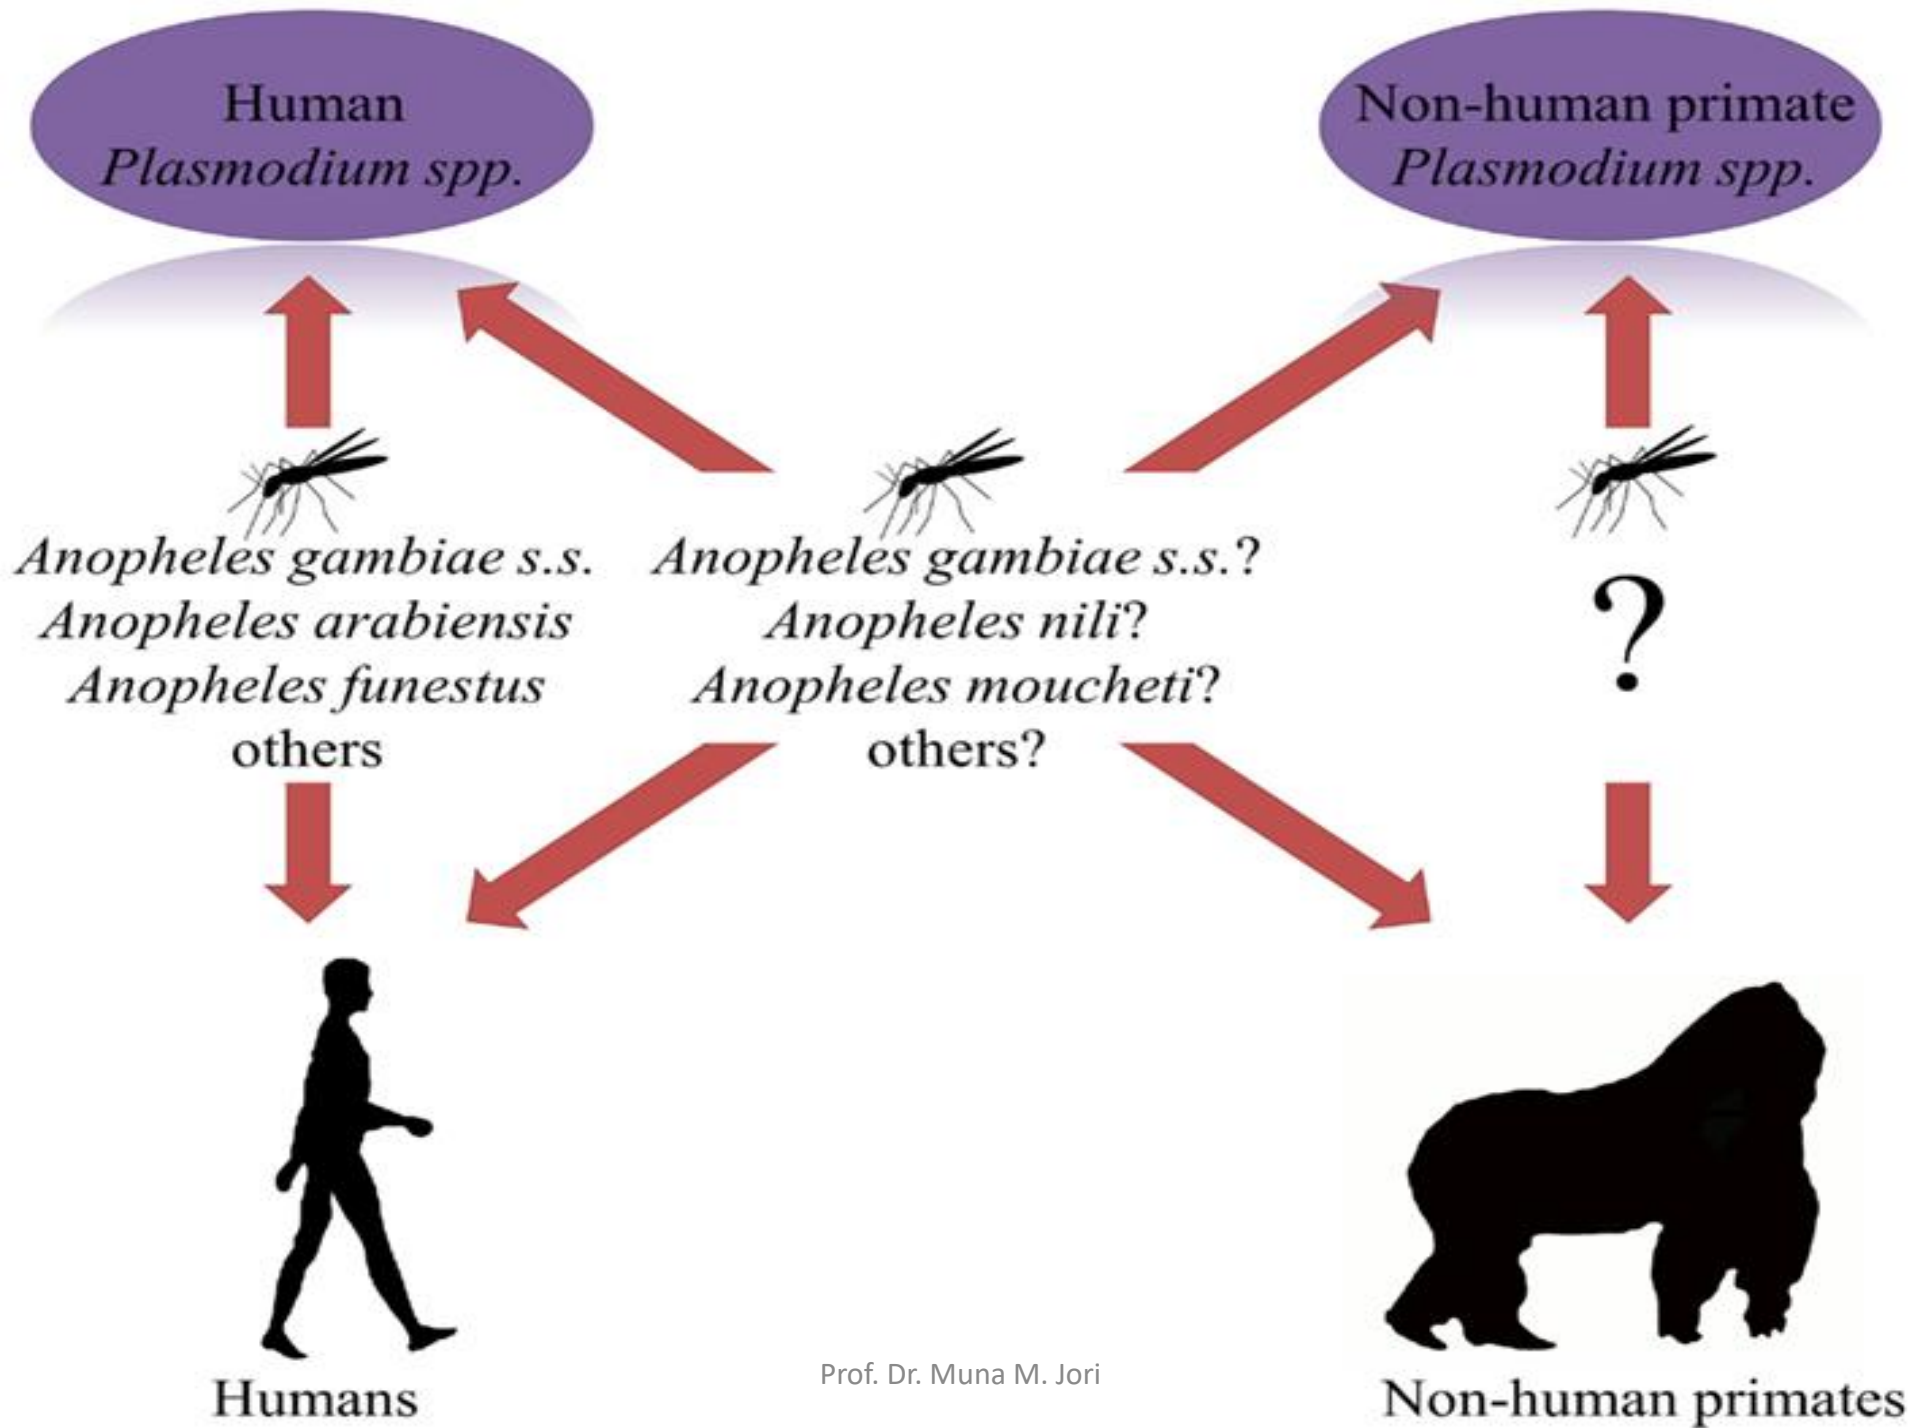 Human
Plasmodium spp.
Non-human primate
Plasmodium spp.
Anopheles gambiae s.s.
Anopheles arabiensis
Anopheles funestus
others
Anopheles gambiae s.s.?
Anopheles nili?
Anopheles moucheti?
others?
?
Humans
Prof. Dr. Muna M. Jori
Non-human primates